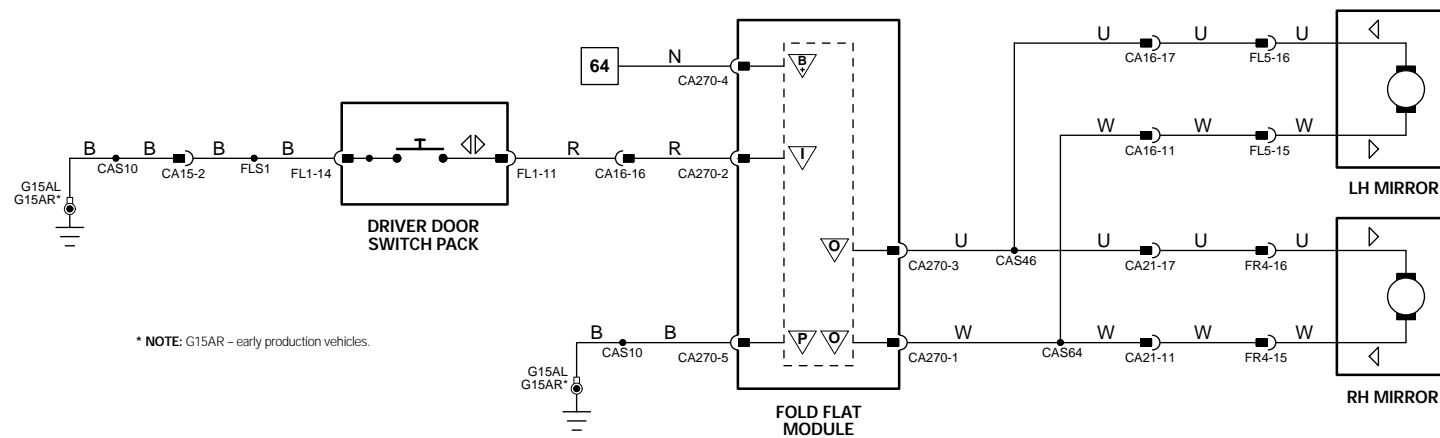 U
U
U
CA16-17
FL5-16
64
N
CA270-4
B
+
W
W
W
CA16-11
FL5-15
LH MIRROR
B
B
B
B
CAS10
CA15-2
FLS1
FL1-14
G15AL
G15AR*
T
DRIVER DOOR
SWITCH PACK
R
R
FL1-11
CA16-16
CA270-2
I
O
U
CA270-3
CAS46
U
U
U
CA21-17
FR4-16
* NOTE: G15AR – early production vehicles.
B
B
CAS10
CA270-5
G15AL
G15AR*
P
O
W
CA270-1
CAS64
W
W
W
CA21-11
FR4-15
RH MIRROR
FOLD FLAT
MODULE